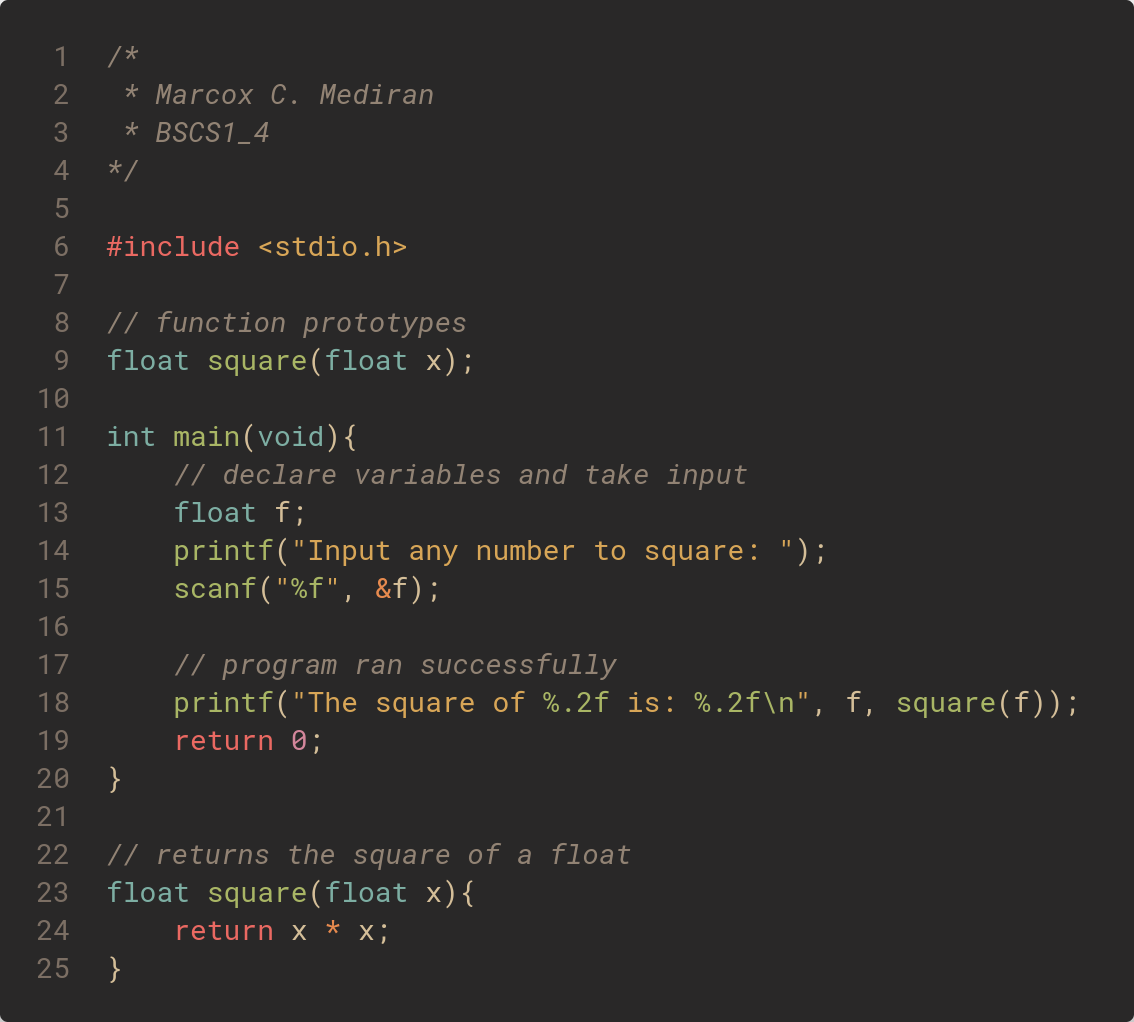 1 /*
2  * Marcox C. Mediran
3  * BSCS1_4
4 */
5
6 #include <stdio.h>
7
8 // function prototypes
9 float square(float x);
10
11 int main(void){
12     // declare variables and take input
13     float f;
14     printf("Input any number to square: ");
15     scanf("%f", &f);
16
17     // program ran successfully
18     printf("The square of %.2f is: %.2f\n", f, square(f));
19     return 0;
20 }
21
22 // returns the square of a float
23 float square(float x){
24     return x * x;
25 }